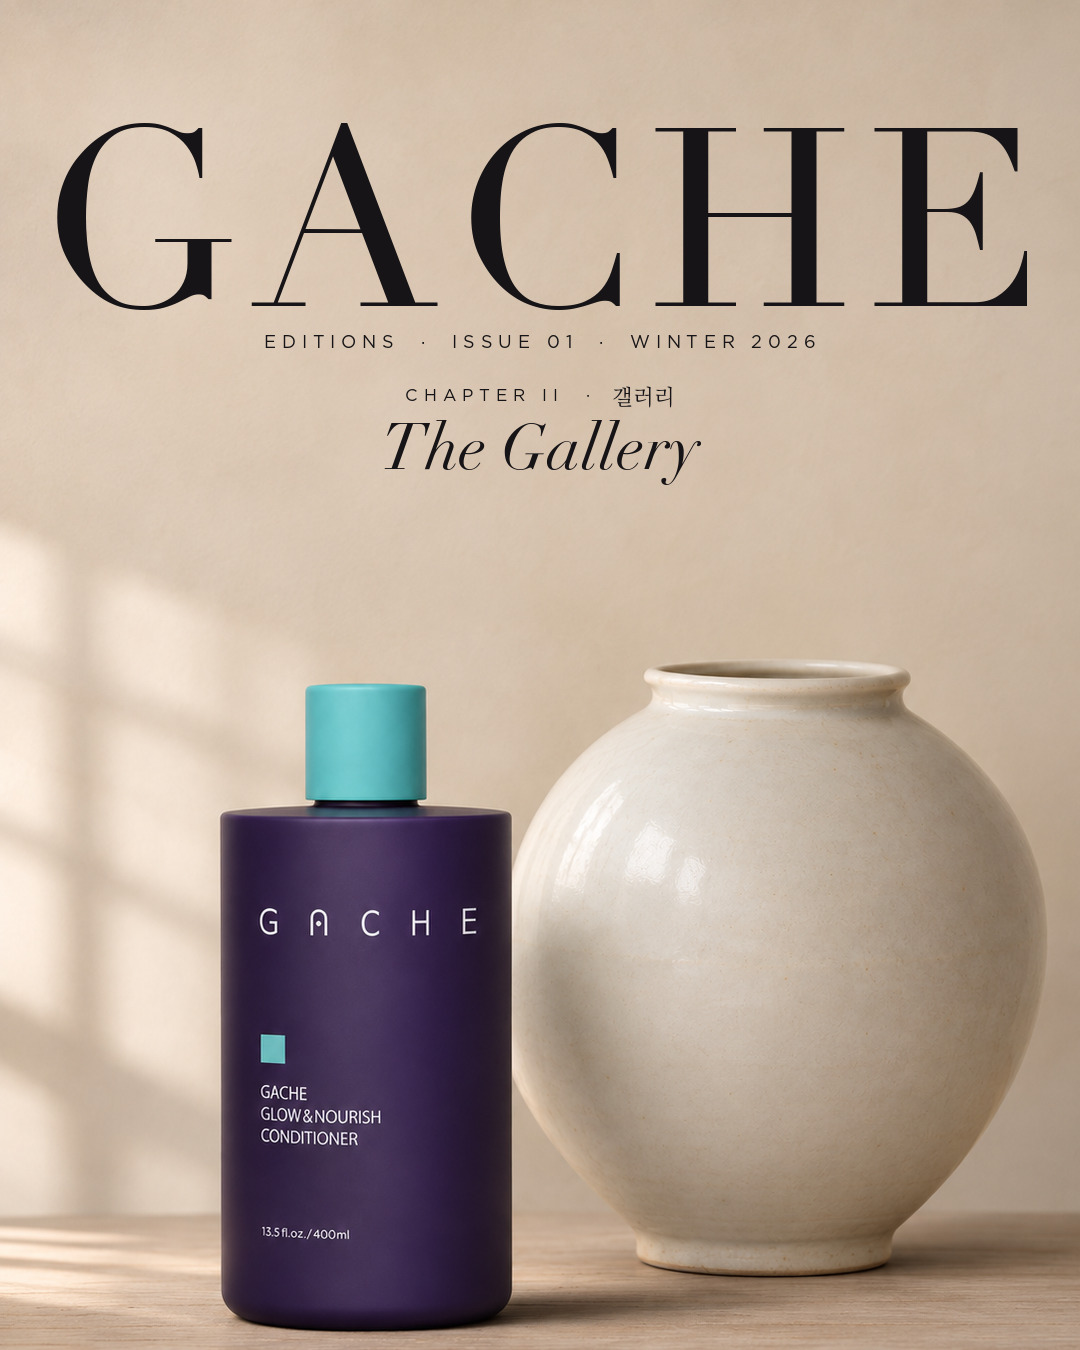 GACHE
EDITIONS · ISSUE 01 · WINTER 2026
CHAPTER II · 갤러리
The Gallery
GACHE
GACHE
GLOW & NOURISH
CONDITIONER
13.5 fl.oz./400ml